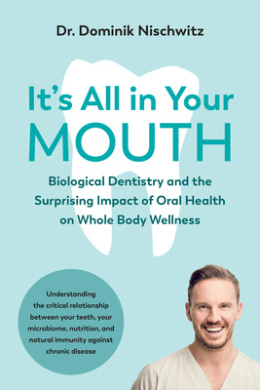 Dr. Dominik Nischwitz
It's All in Your
MOUTH
Biological Dentistry and the
Surprising Impact of Oral Health
on Whole Body Wellness
Understanding
the critical relationship
between your teeth, your
microbiome, nutrition, and
natural immunity against
chronic disease